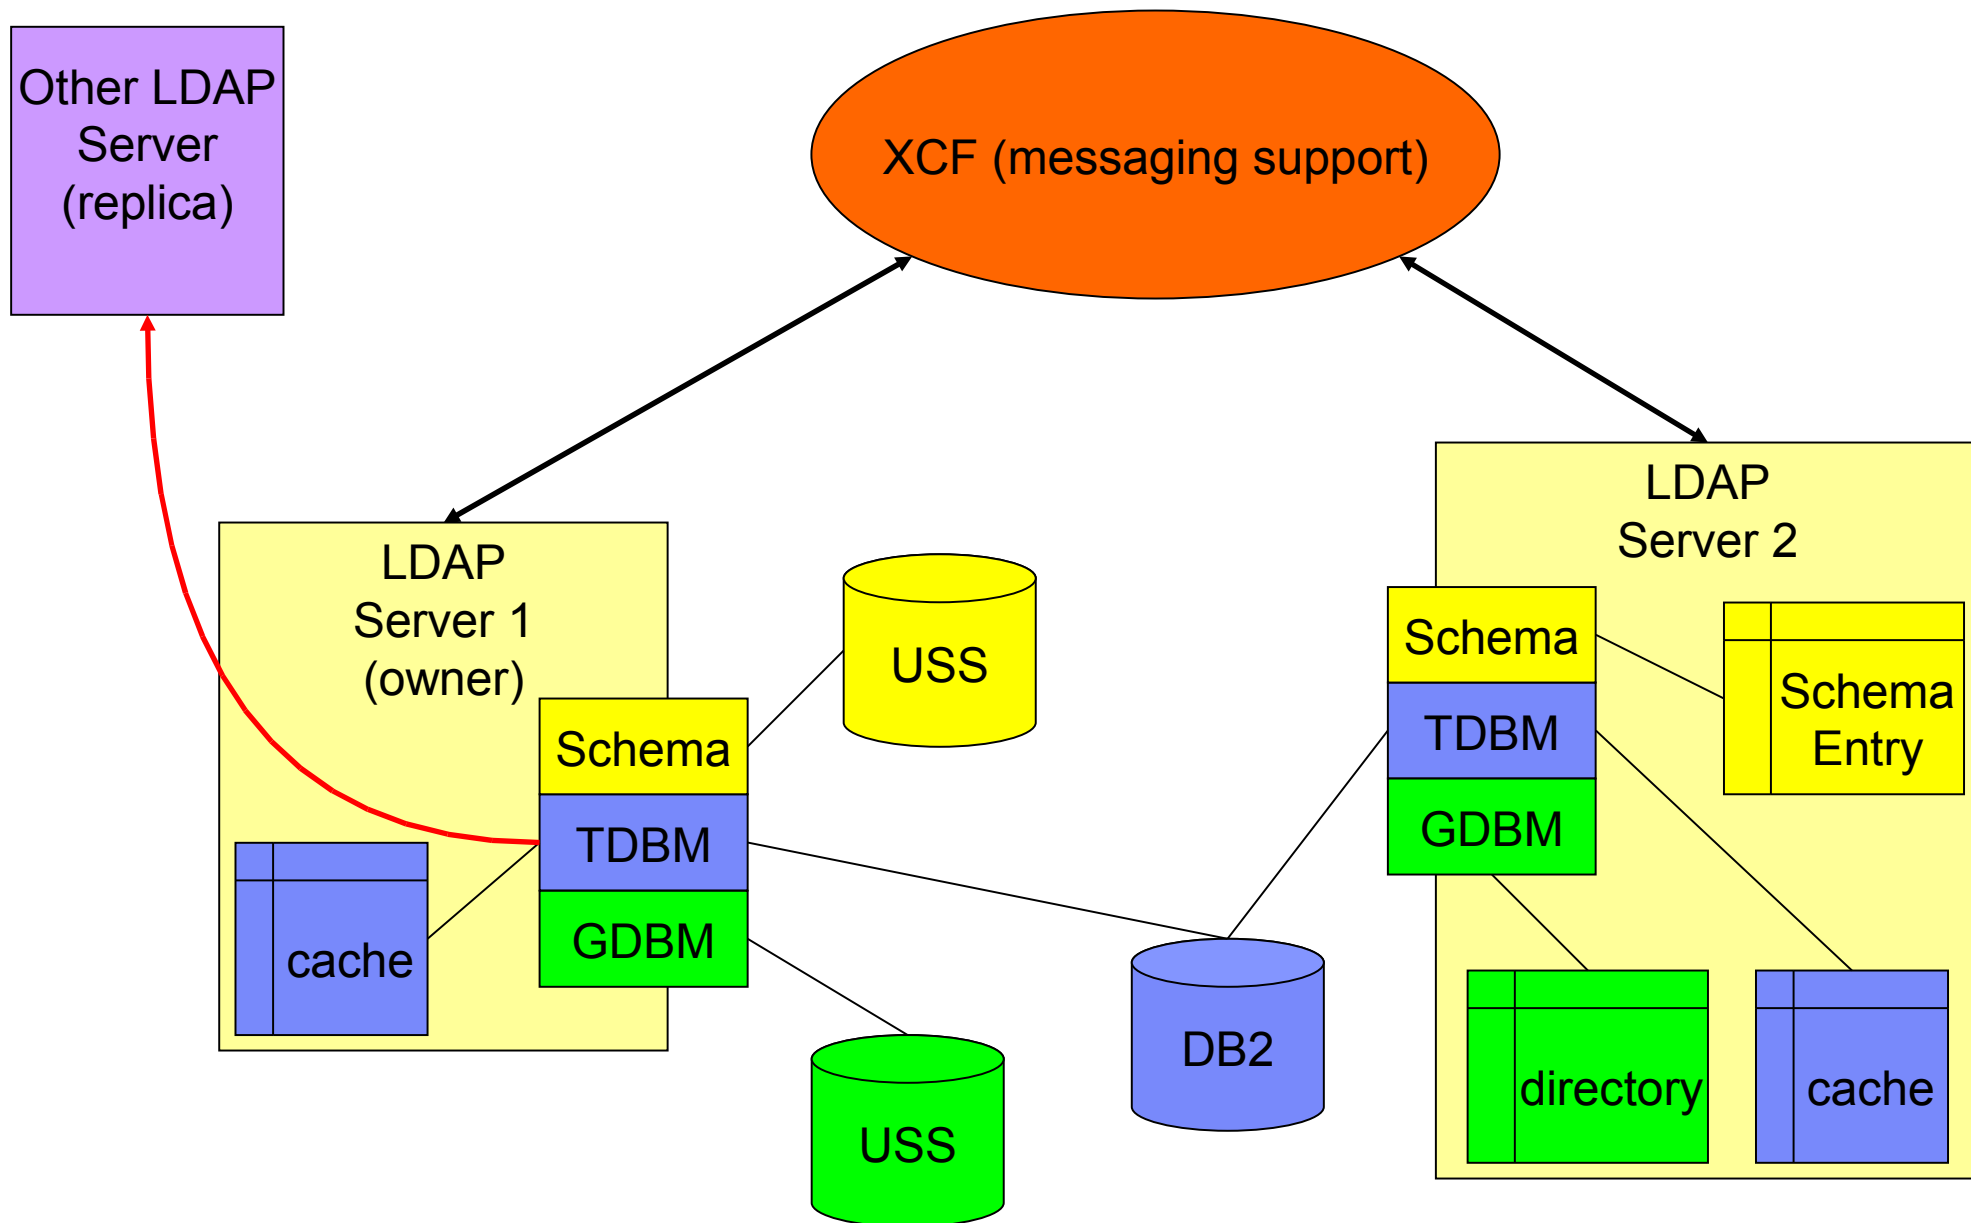 Other LDAP
Server
(replica)
XCF (messaging support)
LDAP
Server 1
(owner)
Schema
TDBM
GDBM
cache
USS
USS
DB2
LDAP
Server 2
Schema
TDBM
GDBM
Schema
Entry
directory
cache